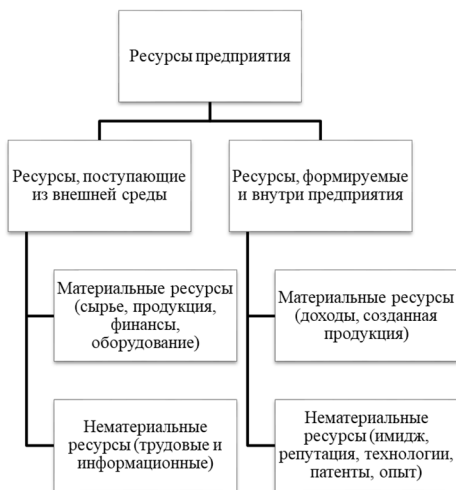 Ресурсы предприятия
Ресурсы, поступающие
из внешней среды
Ресурсы, формируемые
и внутри предприятия
Материальные ресурсы
(сырье, продукция,
финансы,
оборудование)
Материальные ресурсы
(доходы, созданная
продукция)
Нематериальные
ресурсы (трудовые и
информационные)
Нематериальные
ресурсы (имидж,
репутация, технологии,
патенты, опыт)